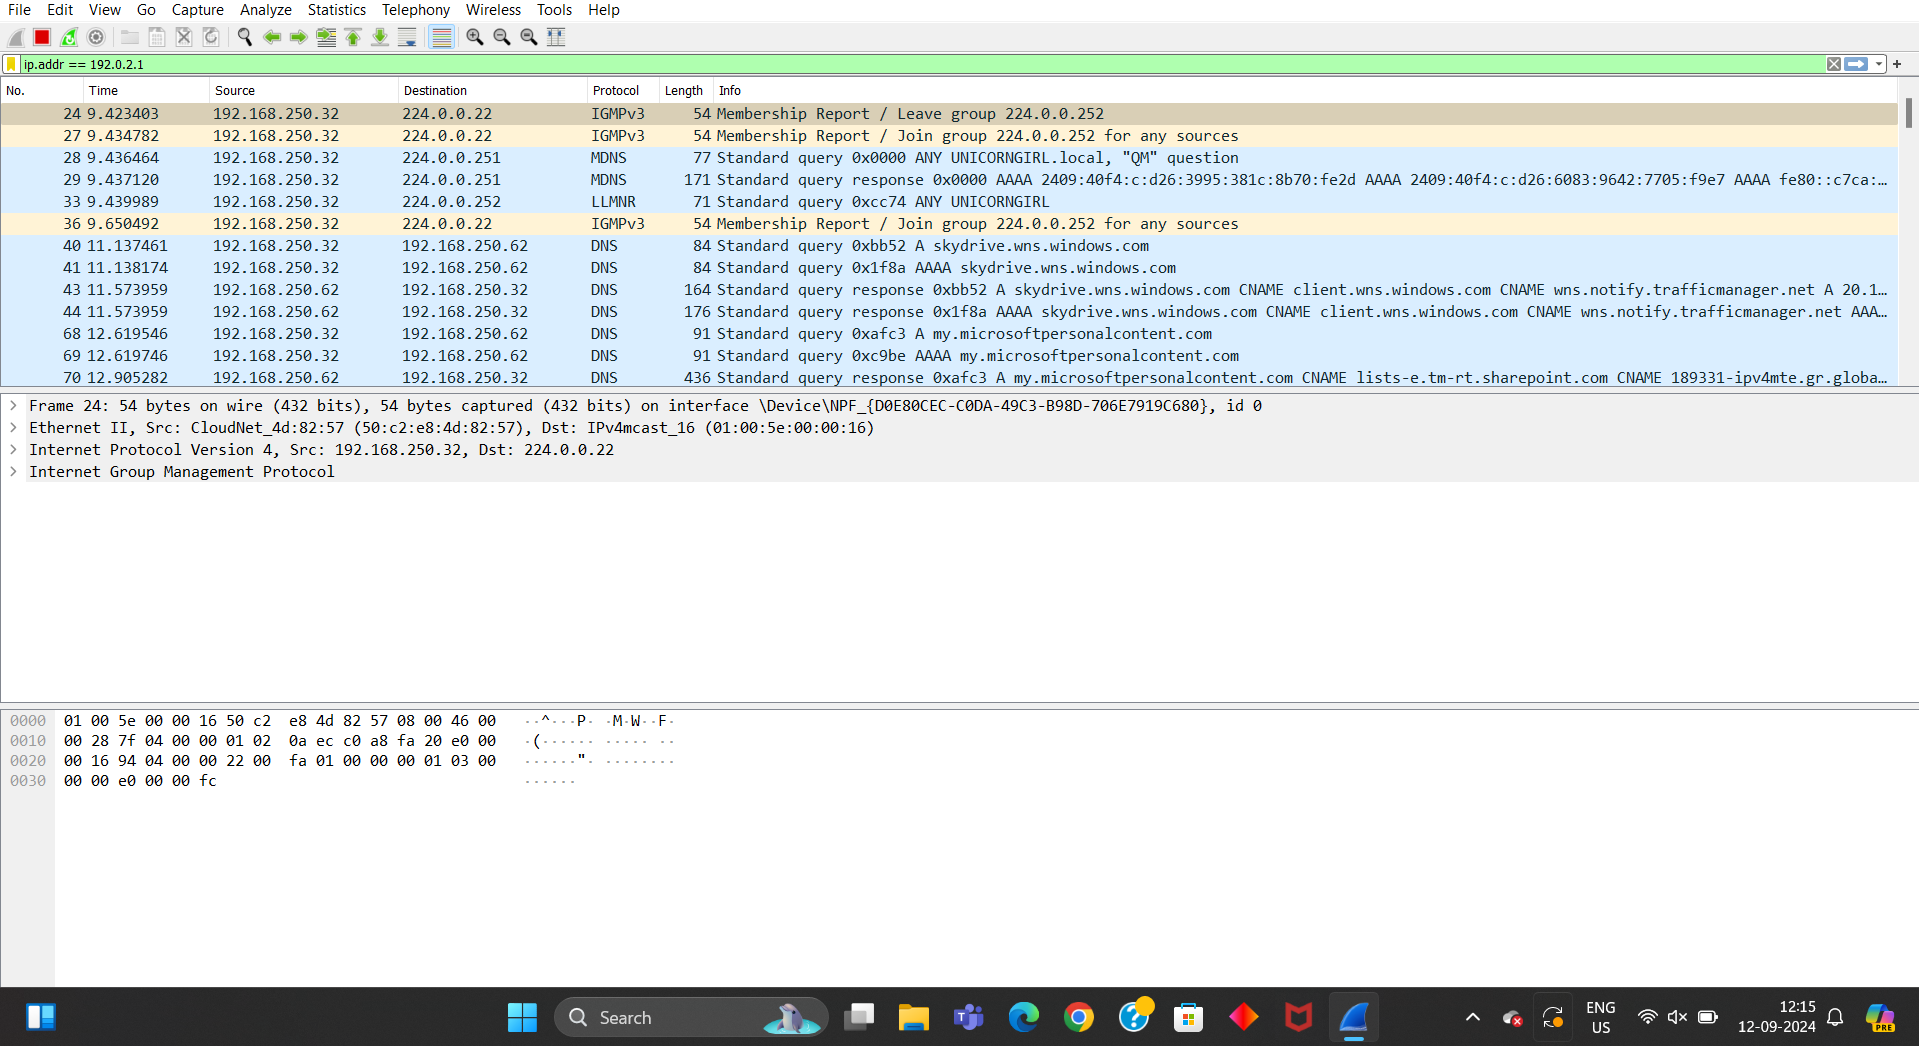 File Edit View Go Capture Analyze Statistics Telephony Wireless Tools Help
ip.addr == 192.0.2.1
No. Time Source Destination Protocol Length Info
24 9.423403 192.168.250.32 224.0.0.22 IGMPv3 54 Membership Report / Leave group 224.0.0.252
27 9.434782 192.168.250.32 224.0.0.22 IGMPv3 54 Membership Report / Join group 224.0.0.252 for any sources
28 9.436464 192.168.250.32 224.0.0.251 MDNS 77 Standard query 0x0000 ANY UNICORNGIRL.local, "QM" question
29 9.437120 192.168.250.32 224.0.0.251 MDNS 171 Standard query response 0x0000 AAAA 2409:40f4:c:d26:3995:381c:8b70:fe2d AAAA 2409:40f4:c:d26:6083:9642:7705:f9e7 AAAA fe80::c7ca:…
33 9.439989 192.168.250.32 224.0.0.252 LLMNR 71 Standard query 0xcc74 ANY UNICORNGIRL
36 9.650492 192.168.250.32 224.0.0.22 IGMPv3 54 Membership Report / Join group 224.0.0.252 for any sources
40 11.137461 192.168.250.32 192.168.250.62 DNS 84 Standard query 0xbb52 A skydrive.wns.windows.com
41 11.138174 192.168.250.32 192.168.250.62 DNS 84 Standard query 0x1f8a AAAA skydrive.wns.windows.com
43 11.573959 192.168.250.62 192.168.250.32 DNS 164 Standard query response 0xbb52 A skydrive.wns.windows.com CNAME client.wns.windows.com CNAME wns.notify.trafficmanager.net A 20.1…
44 11.573959 192.168.250.62 192.168.250.32 DNS 176 Standard query response 0x1f8a AAAA skydrive.wns.windows.com CNAME client.wns.windows.com CNAME wns.notify.trafficmanager.net AAA…
68 12.619546 192.168.250.32 192.168.250.62 DNS 91 Standard query 0xafc3 A my.microsoftpersonalcontent.com
69 12.619746 192.168.250.32 192.168.250.62 DNS 91 Standard query 0xc9be AAAA my.microsoftpersonalcontent.com
70 12.905282 192.168.250.62 192.168.250.32 DNS 436 Standard query response 0xafc3 A my.microsoftpersonalcontent.com CNAME lists-e.tm-rt.sharepoint.com CNAME 189331-ipv4mte.gr.globa…
Frame 24: 54 bytes on wire (432 bits), 54 bytes captured (432 bits) on interface \Device\NPF_{D0E80CEC-C0DA-49C3-B98D-706E7919C680}, id 0
Ethernet II, Src: CloudNet_4d:82:57 (50:c2:e8:4d:82:57), Dst: IPv4mcast_16 (01:00:5e:00:00:16)
Internet Protocol Version 4, Src: 192.168.250.32, Dst: 224.0.0.22
Internet Group Management Protocol
0000 01 00 5e 00 00 16 50 c2 e8 4d 82 57 08 00 46 00 ··^···P· ·M·W··F·
0010 00 28 7f 04 00 00 01 02 0a ec c0 a8 fa 20 e0 00 ·(······ ····· ··
0020 00 16 94 04 00 00 22 00 fa 01 00 00 00 01 03 00 ······"· ········
0030 00 00 e0 00 00 fc ······
Search
ENG
US
12:15
12-09-2024
PRE